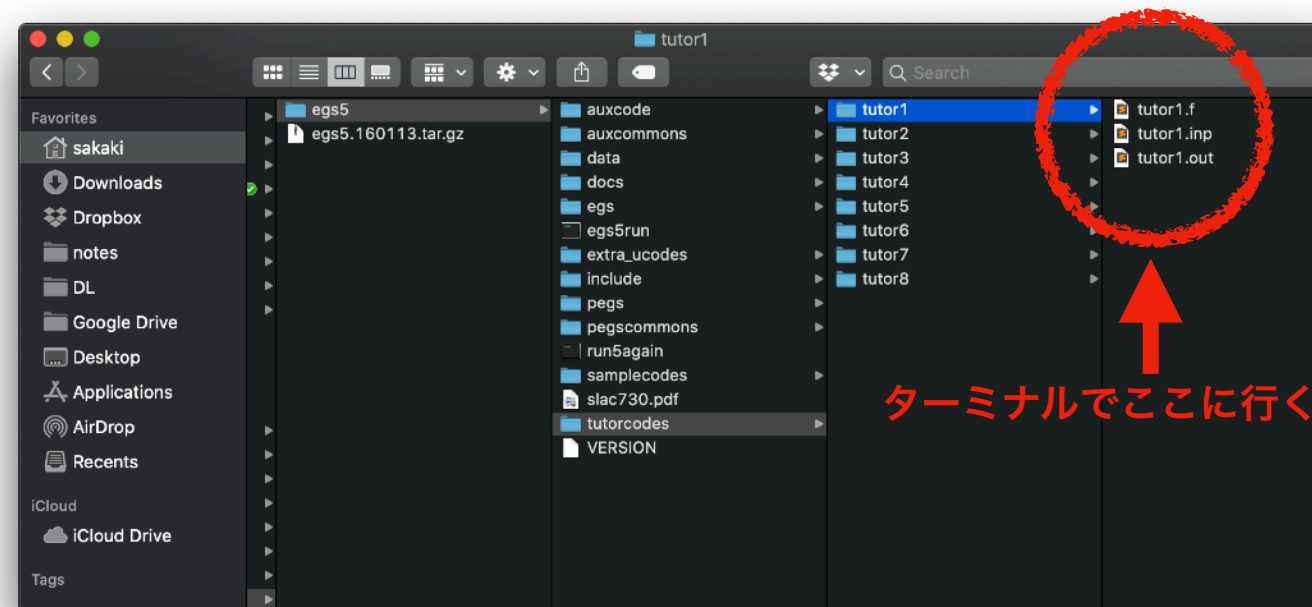 tutor1
Search
Favorites
sakaki
Downloads
Dropbox
notes
DL
Google Drive
Desktop
Applications
AirDrop
Recents
iCloud
iCloud Drive
Tags
egs5
egs5.160113.tar.gz
auxcode
auxcommons
data
docs
egs
egs5run
extra_ucodes
include
pegs
pegscommons
run5again
samplecodes
slac730.pdf
tutorcodes
VERSION
tutor1
tutor2
tutor3
tutor4
tutor5
tutor6
tutor7
tutor8
tutor1.f
tutor1.inp
tutor1.out
ターミナルでここに行く